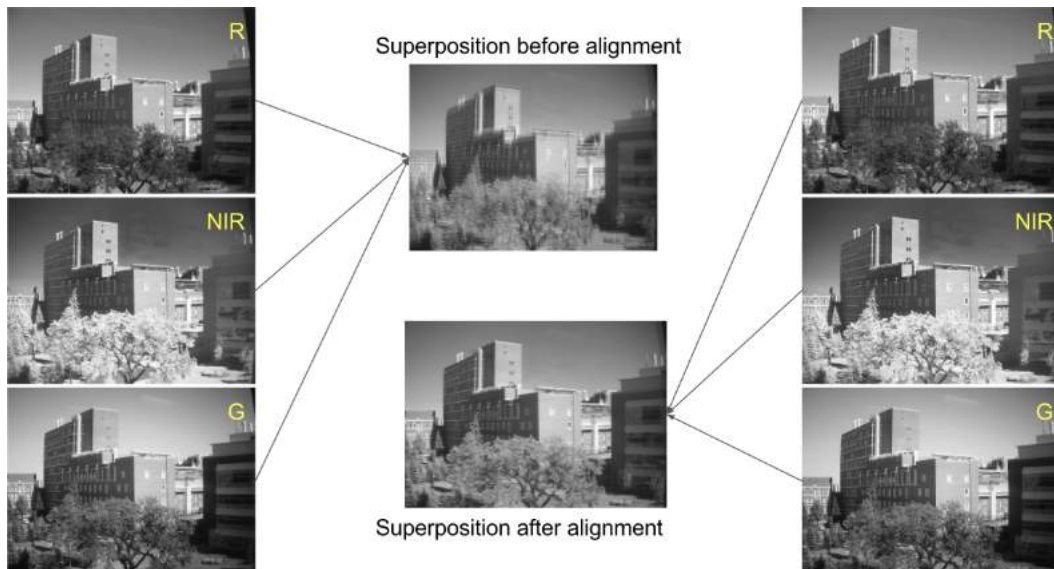 R
NIR
G
Superposition before alignment
Superposition after alignment
R
NIR
G